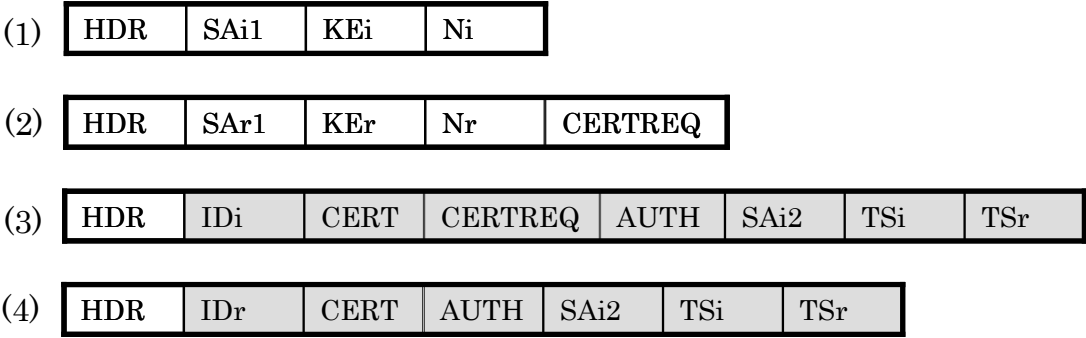 (1) HDR SAi1 KEi Ni
(2) HDR SAr1 KEr Nr CERTREQ
(3) HDR IDi CERT CERTREQ AUTH SAi2 TSi TSr
(4) HDR IDr CERT AUTH SAi2 TSi TSr